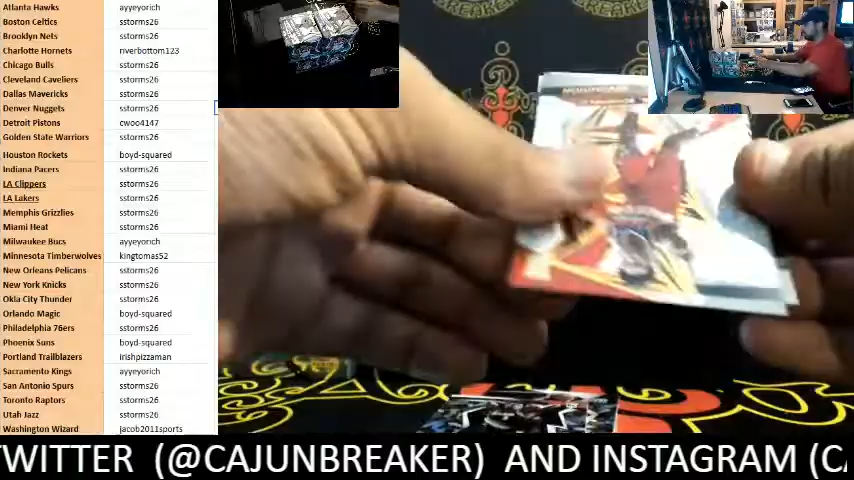 Atlanta Hawks ayyeyorich
Boston Celtics sstorms26
Brooklyn Nets sstorms26
Charlotte Hornets riverbottom123
Chicago Bulls sstorms26
Cleveland Cavaliers sstorms26
Dallas Mavericks sstorms26
Denver Nuggets sstorms26
Detroit Pistons cwoo4147
Golden State Warriors sstorms26
Houston Rockets boyd-squared
Indiana Pacers sstorms26
LA Clippers sstorms26
LA Lakers sstorms26
Memphis Grizzlies sstorms26
Miami Heat sstorms26
Milwaukee Bucs ayyeyorich
Minnesota Timberwolves kingtomas52
New Orleans Pelicans sstorms26
New York Knicks sstorms26
Okla City Thunder sstorms26
Orlando Magic boyd-squared
Philadelphia 76ers sstorms26
Phoenix Suns boyd-squared
Portland Trailblazers irishpizzaman
Sacramento Kings ayyeyorich
San Antonio Spurs sstorms26
Toronto Raptors sstorms26
Utah Jazz sstorms26
Washington Wizard jacob2011sports
BREAKER
TWITTER (@CAJUNBREAKER) AND INSTAGRAM (CA